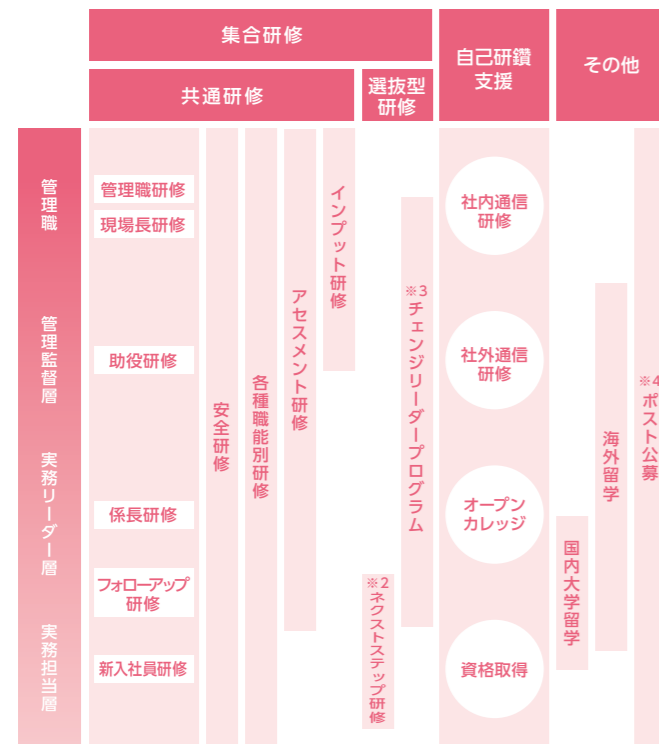 集合研修
自己研鑽
支援
その他
共通研修
選抜型
研修
管理職
管理監督層
実務リーダー層
実務担当層
管理職研修
現場長研修
助役研修
係長研修
フォローアップ
研修
新入社員研修
安全研修
各種職能別研修
アセスメント研修
インプット研修
※2
ネクストステップ研修
※3
チェンジリーダープログラム
社内通信
研修
社外通信
研修
オープン
カレッジ
資格取得
国内大学留学
海外留学
※4
ポスト公募